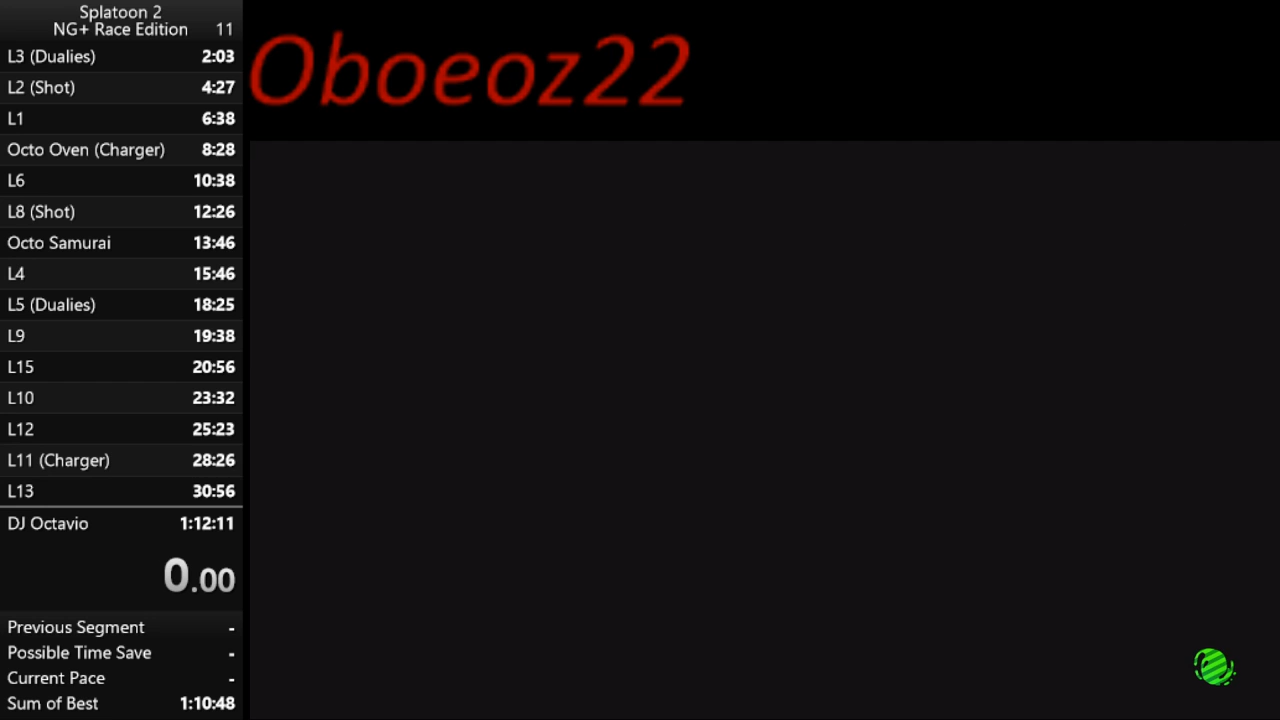 Splatoon 2
NG+ Race Edition 11
L3 (Dualies) 2:03
L2 (Shot) 4:27
L1 6:38
Octo Oven (Charger) 8:28
L6 10:38
L8 (Shot) 12:26
Octo Samurai 13:46
L4 15:46
L5 (Dualies) 18:25
L9 19:38
L15 20:56
L10 23:32
L12 25:23
L11 (Charger) 28:26
L13 30:56
DJ Octavio 1:12:11
0.00
Previous Segment -
Possible Time Save -
Current Pace -
Sum of Best 1:10:48
Oboeoz22